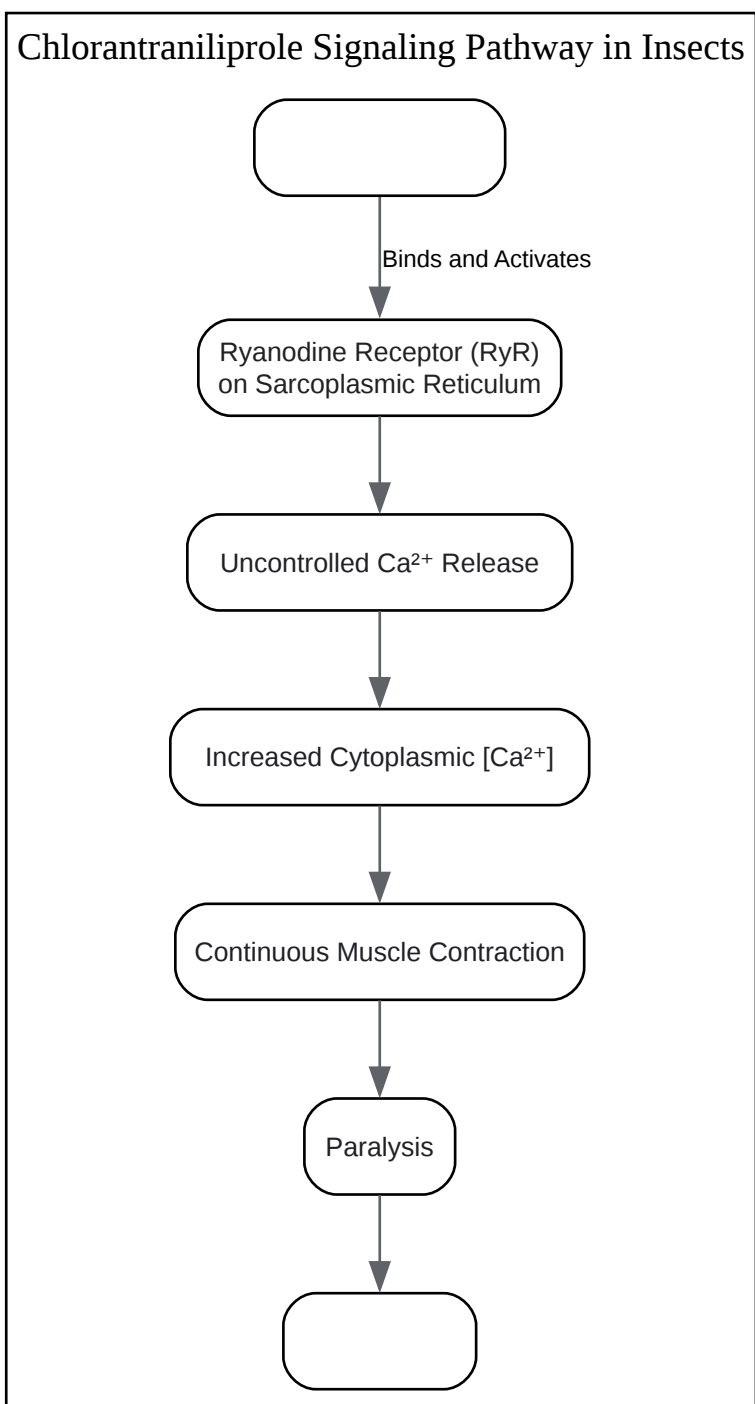 Chlorantraniliprole Signaling Pathway in Insects
Binds and Activates
Ryanodine Receptor (RyR)
on Sarcoplasmic Reticulum
Uncontrolled Ca²⁺ Release
Increased Cytoplasmic [Ca²⁺]
Continuous Muscle Contraction
Paralysis